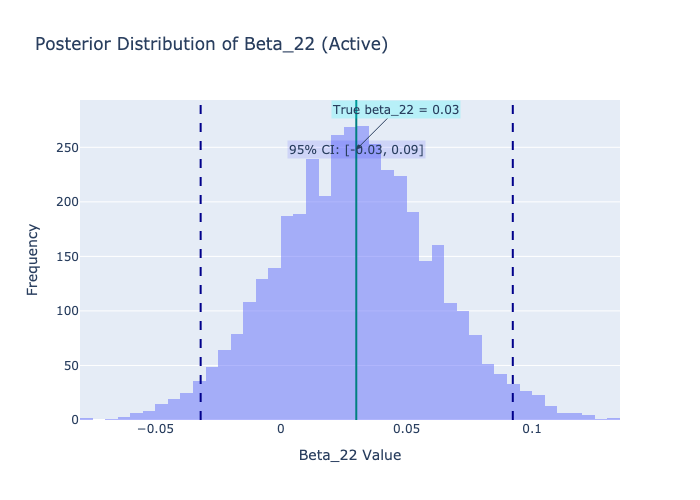 Posterior Distribution of Beta_22 (Active)
True beta_22 = 0.03
95% CI: [-0.03, 0.09]
250
200
150
100
50
0
Frequency
−0.05
0
0.05
0.1
Beta_22 Value